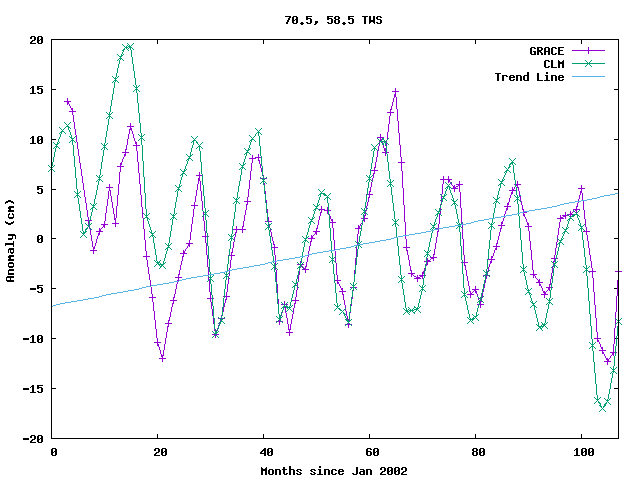 70.5, 58.5 TWS
GRACE
CLM
Trend Line
20
15
10
5
0
-5
-10
-15
-20
Anomaly (cm)
0 20 40 60 80 100
Months since Jan 2002